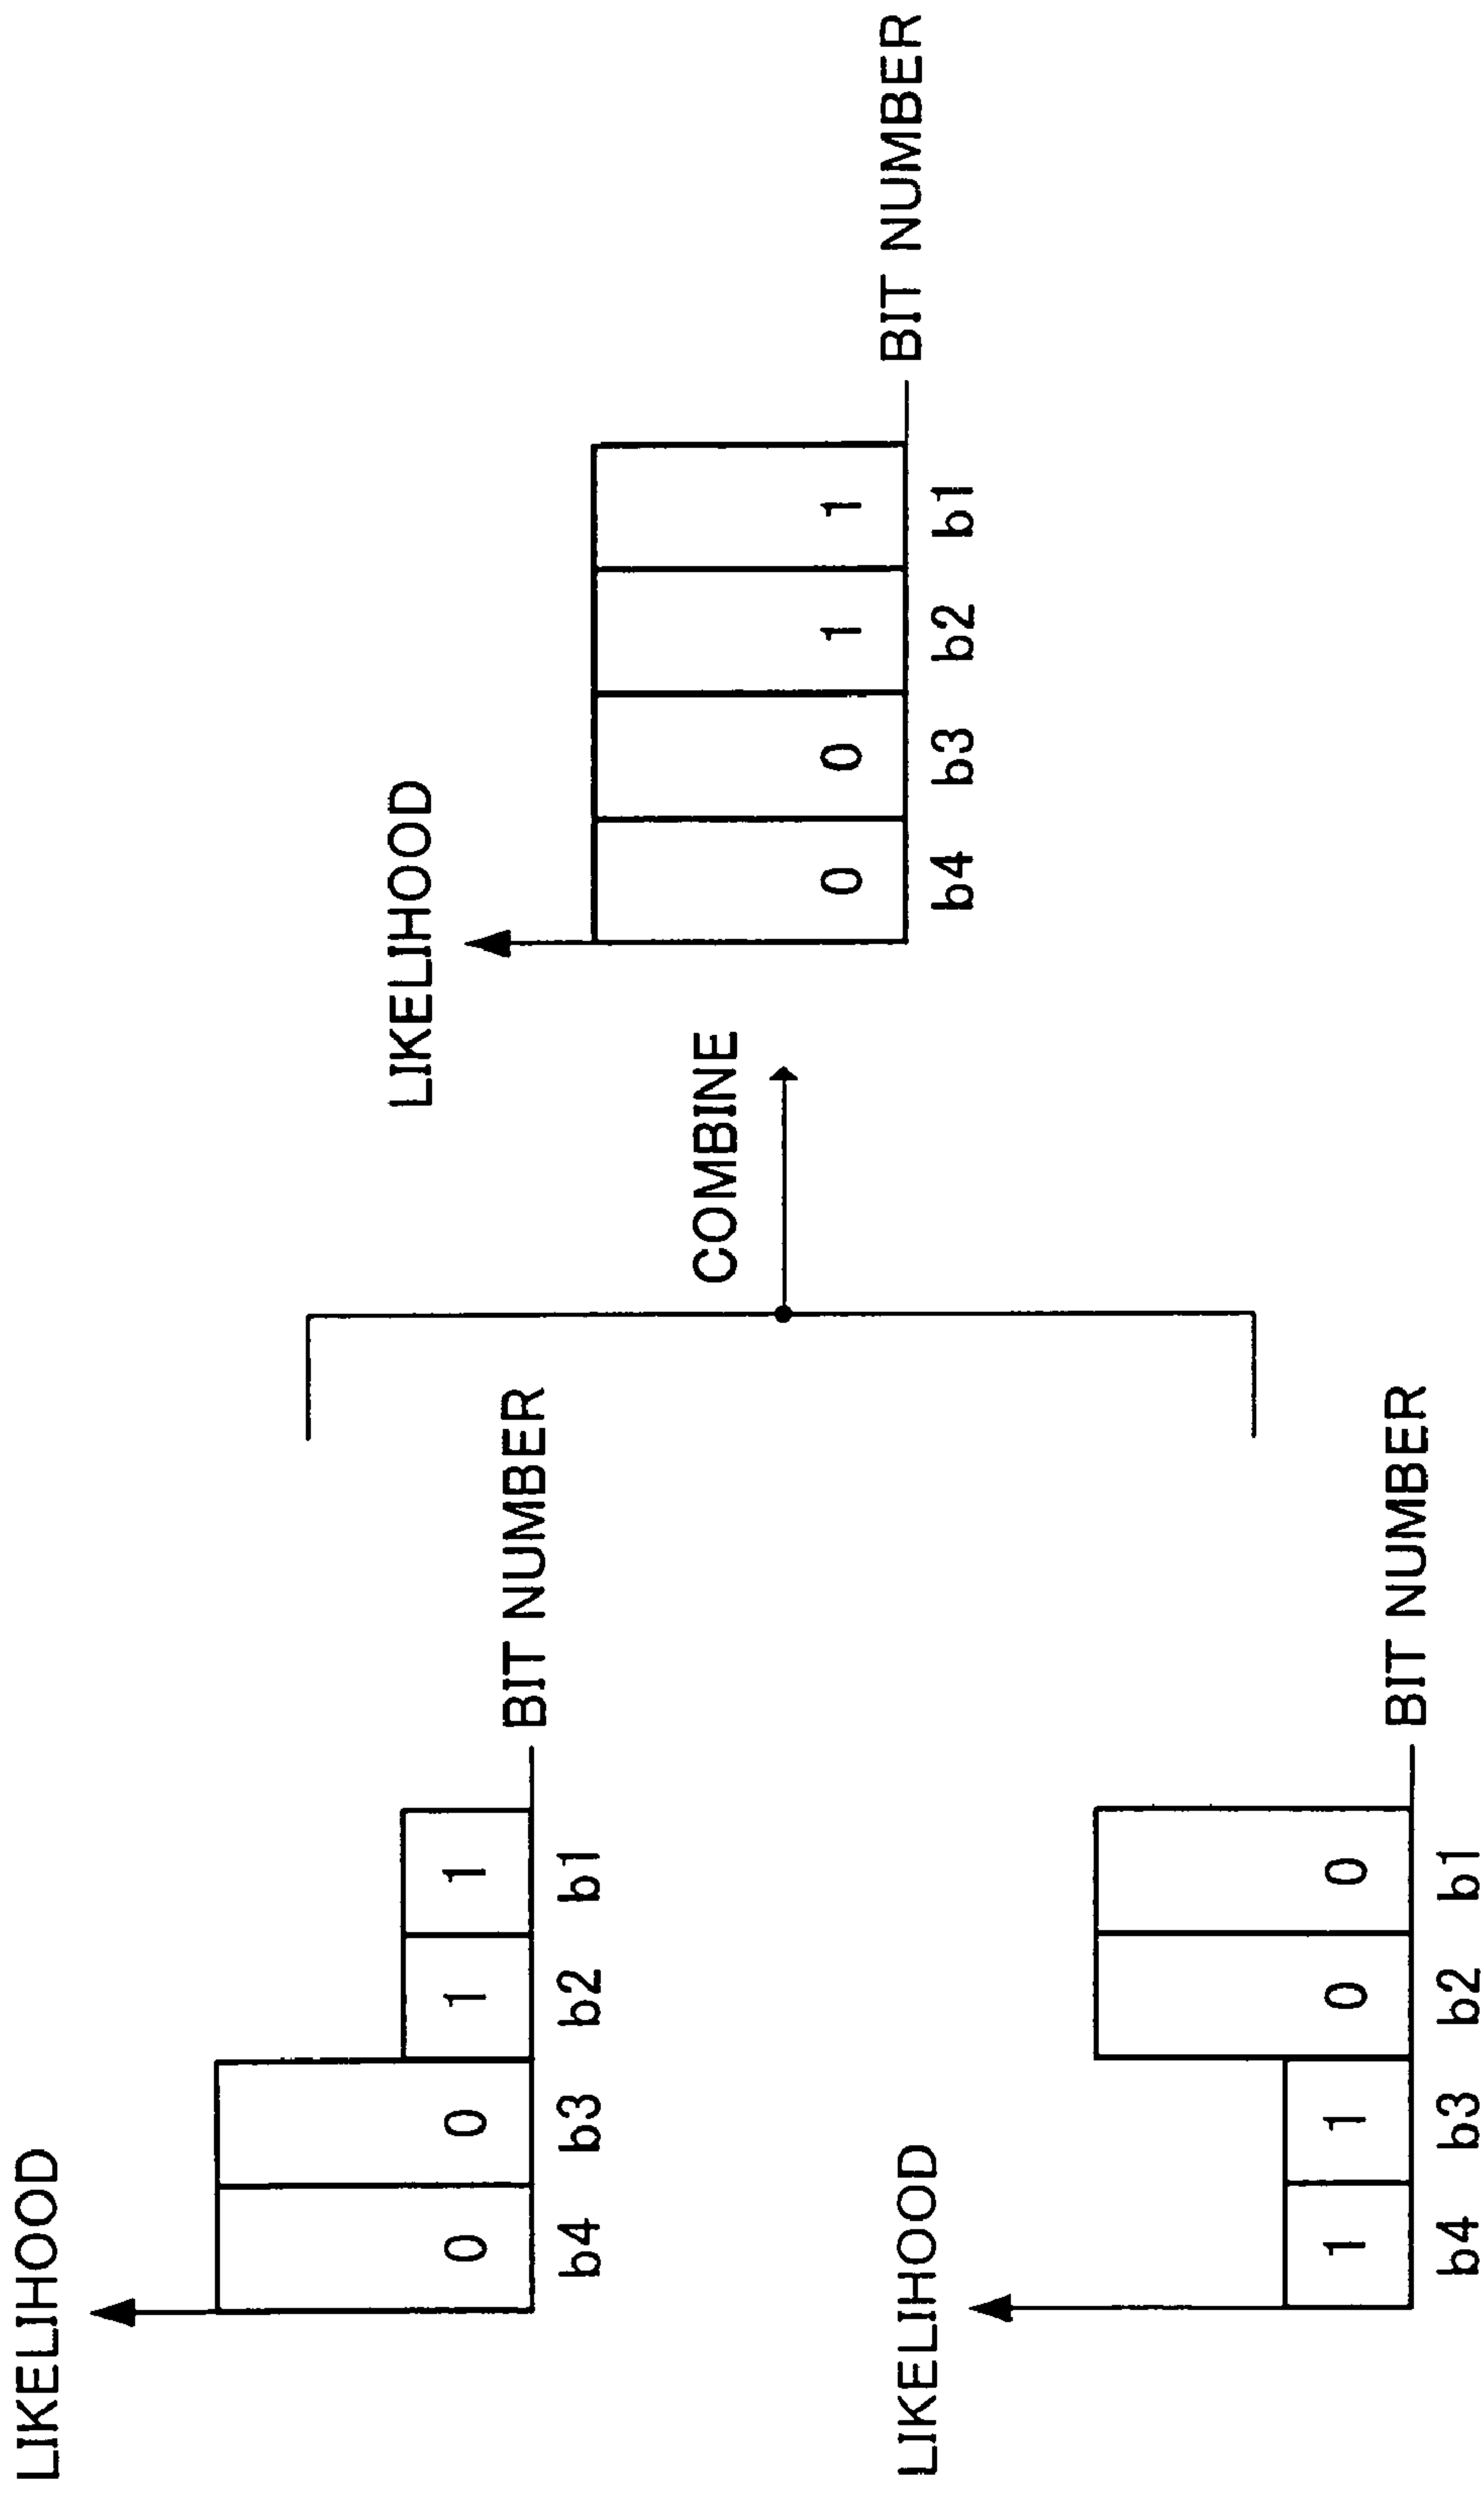 LIKELIHOOD
0 0 1 1
b4 b3 b2 b1
BIT NUMBER
LIKELIHOOD
1 1 0 0
b4 b3 b2 b1
BIT NUMBER
COMBINE
LIKELIHOOD
0 0 1 1
b4 b3 b2 b1
BIT NUMBER